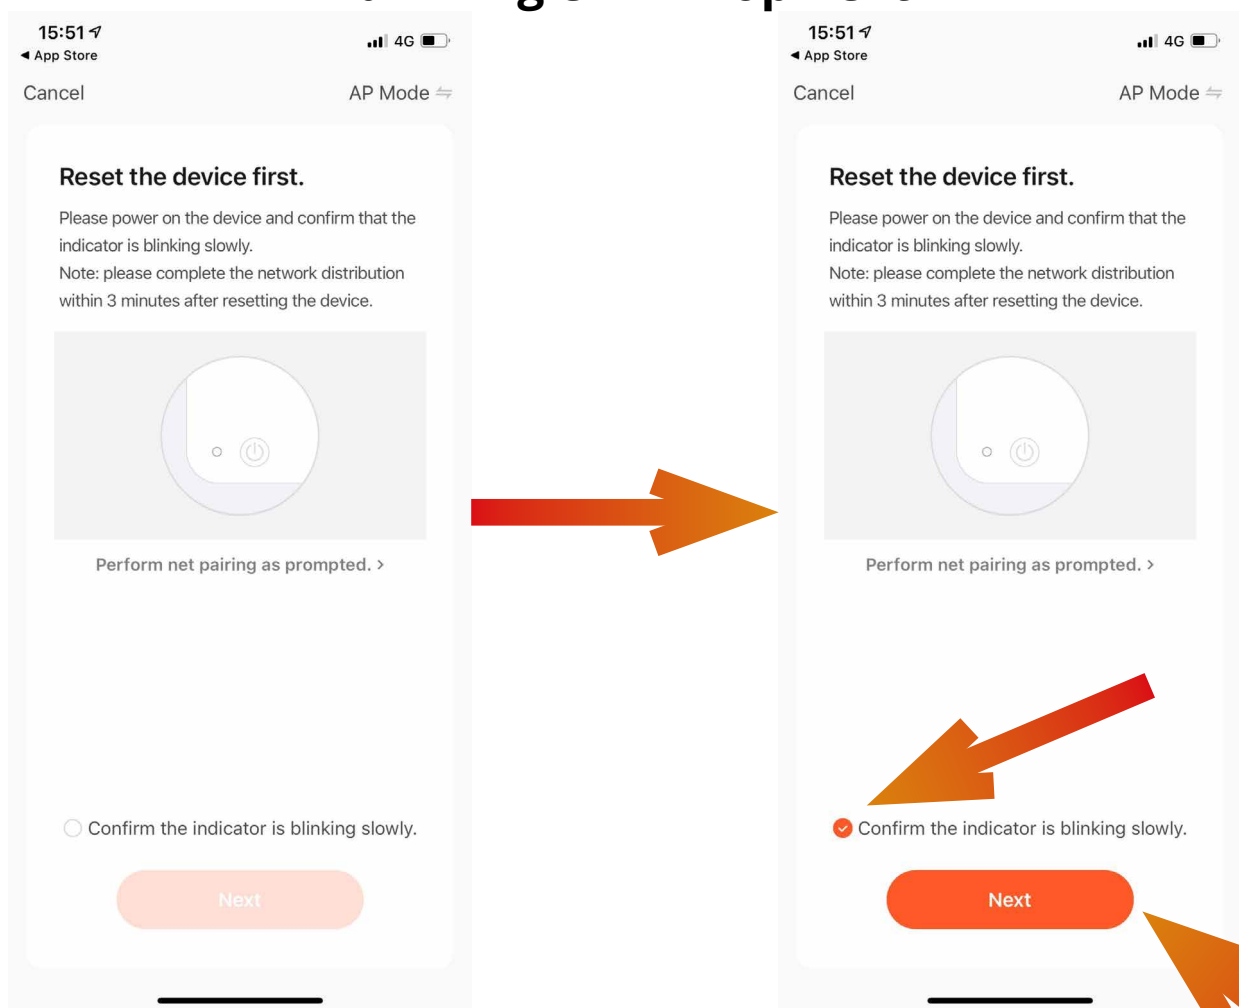 15:51
4G
◀ App Store
Cancel
AP Mode
Reset the device first.
Please power on the device and confirm that the
indicator is blinking slowly.
Note: please complete the network distribution
within 3 minutes after resetting the device.
Perform net pairing as prompted. >
Confirm the indicator is blinking slowly.
Next
15:51
4G
◀ App Store
Cancel
AP Mode
Reset the device first.
Please power on the device and confirm that the
indicator is blinking slowly.
Note: please complete the network distribution
within 3 minutes after resetting the device.
Perform net pairing as prompted. >
Confirm the indicator is blinking slowly.
Next